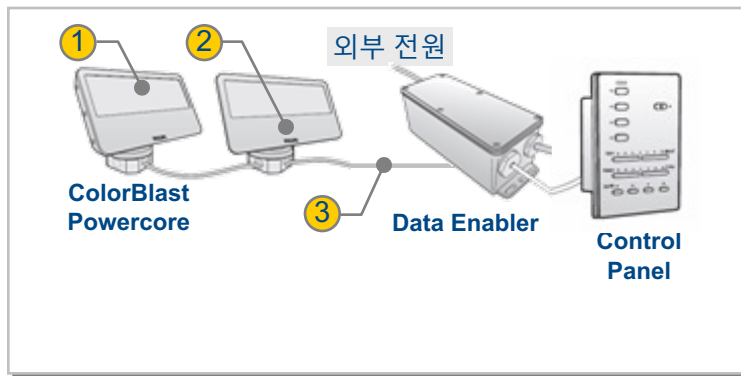 1
2
외부 전원
ColorBlast
Powercore
3
Data Enabler
Control
Panel